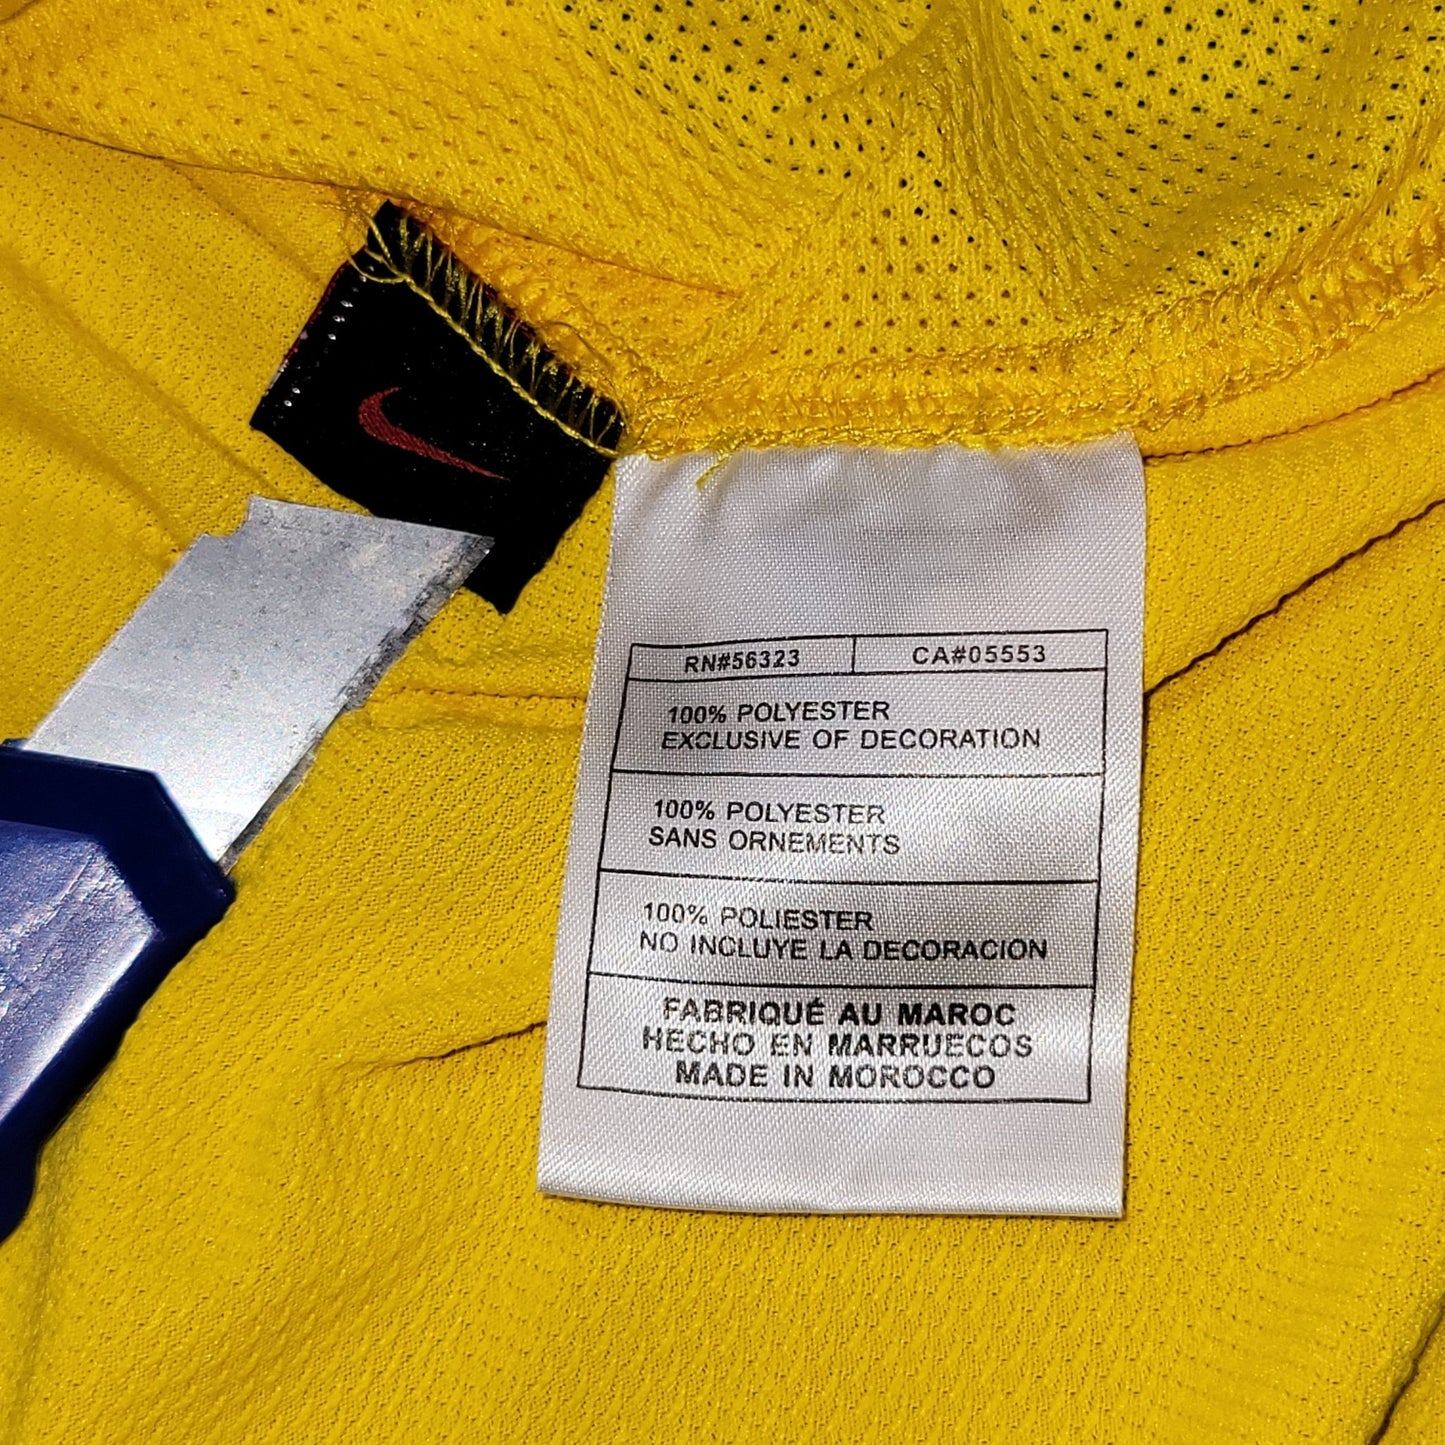 RN#56323 CA#05553
100% POLYESTER
EXCLUSIVE OF DECORATION
100% POLYESTER
SANS ORNEMENTS
100% POLIESTER
NO INCLUYE LA DECORACION
FABRIQUÉ AU MAROC
HECHO EN MARRUECOS
MADE IN MOROCCO